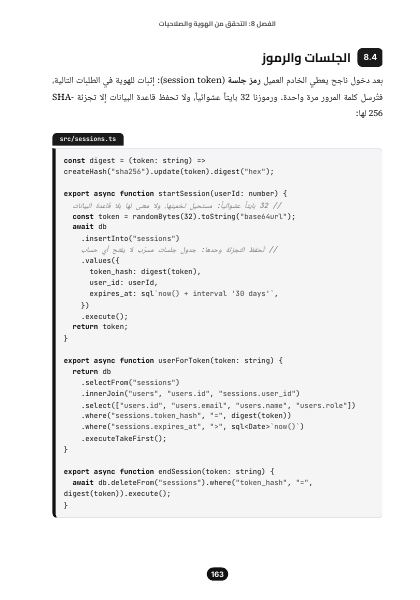 الفصل 8: التحقق من الهوية والصلاحيات
8.4 الجلسات والرموز
بعد دخول ناجح يعطي الخادم العميل رمز جلسة (session token): إثبات للهوية في الطلبات التالية،
فتُرسل كلمة المرور مرة واحدة. ورموزنا 32 بايتاً عشوائياً، ولا تحفظ قاعدة البيانات إلا تجزئة SHA-
256 لها:
src/sessions.ts
const digest = (token: string) =>
createHash("sha256").update(token).digest("hex");
export async function startSession(userId: number) {
// 32 بايتاً عشوائياً: مستحيل تخمينها، ولا معنى لها بلا قاعدة البيانات
const token = randomBytes(32).toString("base64url");
await db
.insertInto("sessions")
// تُحفظ التجزئة وحدها: جدول جلسات مسرّب لا يفتح أي حساب
.values({
token_hash: digest(token),
user_id: userId,
expires_at: sql`now() + interval '30 days'`,
})
.execute();
return token;
}
export async function userForToken(token: string) {
return db
.selectFrom("sessions")
.innerJoin("users", "users.id", "sessions.user_id")
.select(["users.id", "users.email", "users.name", "users.role"])
.where("sessions.token_hash", "=", digest(token))
.where("sessions.expires_at", ">", sql<Date>`now()`)
.executeTakeFirst();
}
export async function endSession(token: string) {
await db.deleteFrom("sessions").where("token_hash", "=",
digest(token)).execute();
}
163